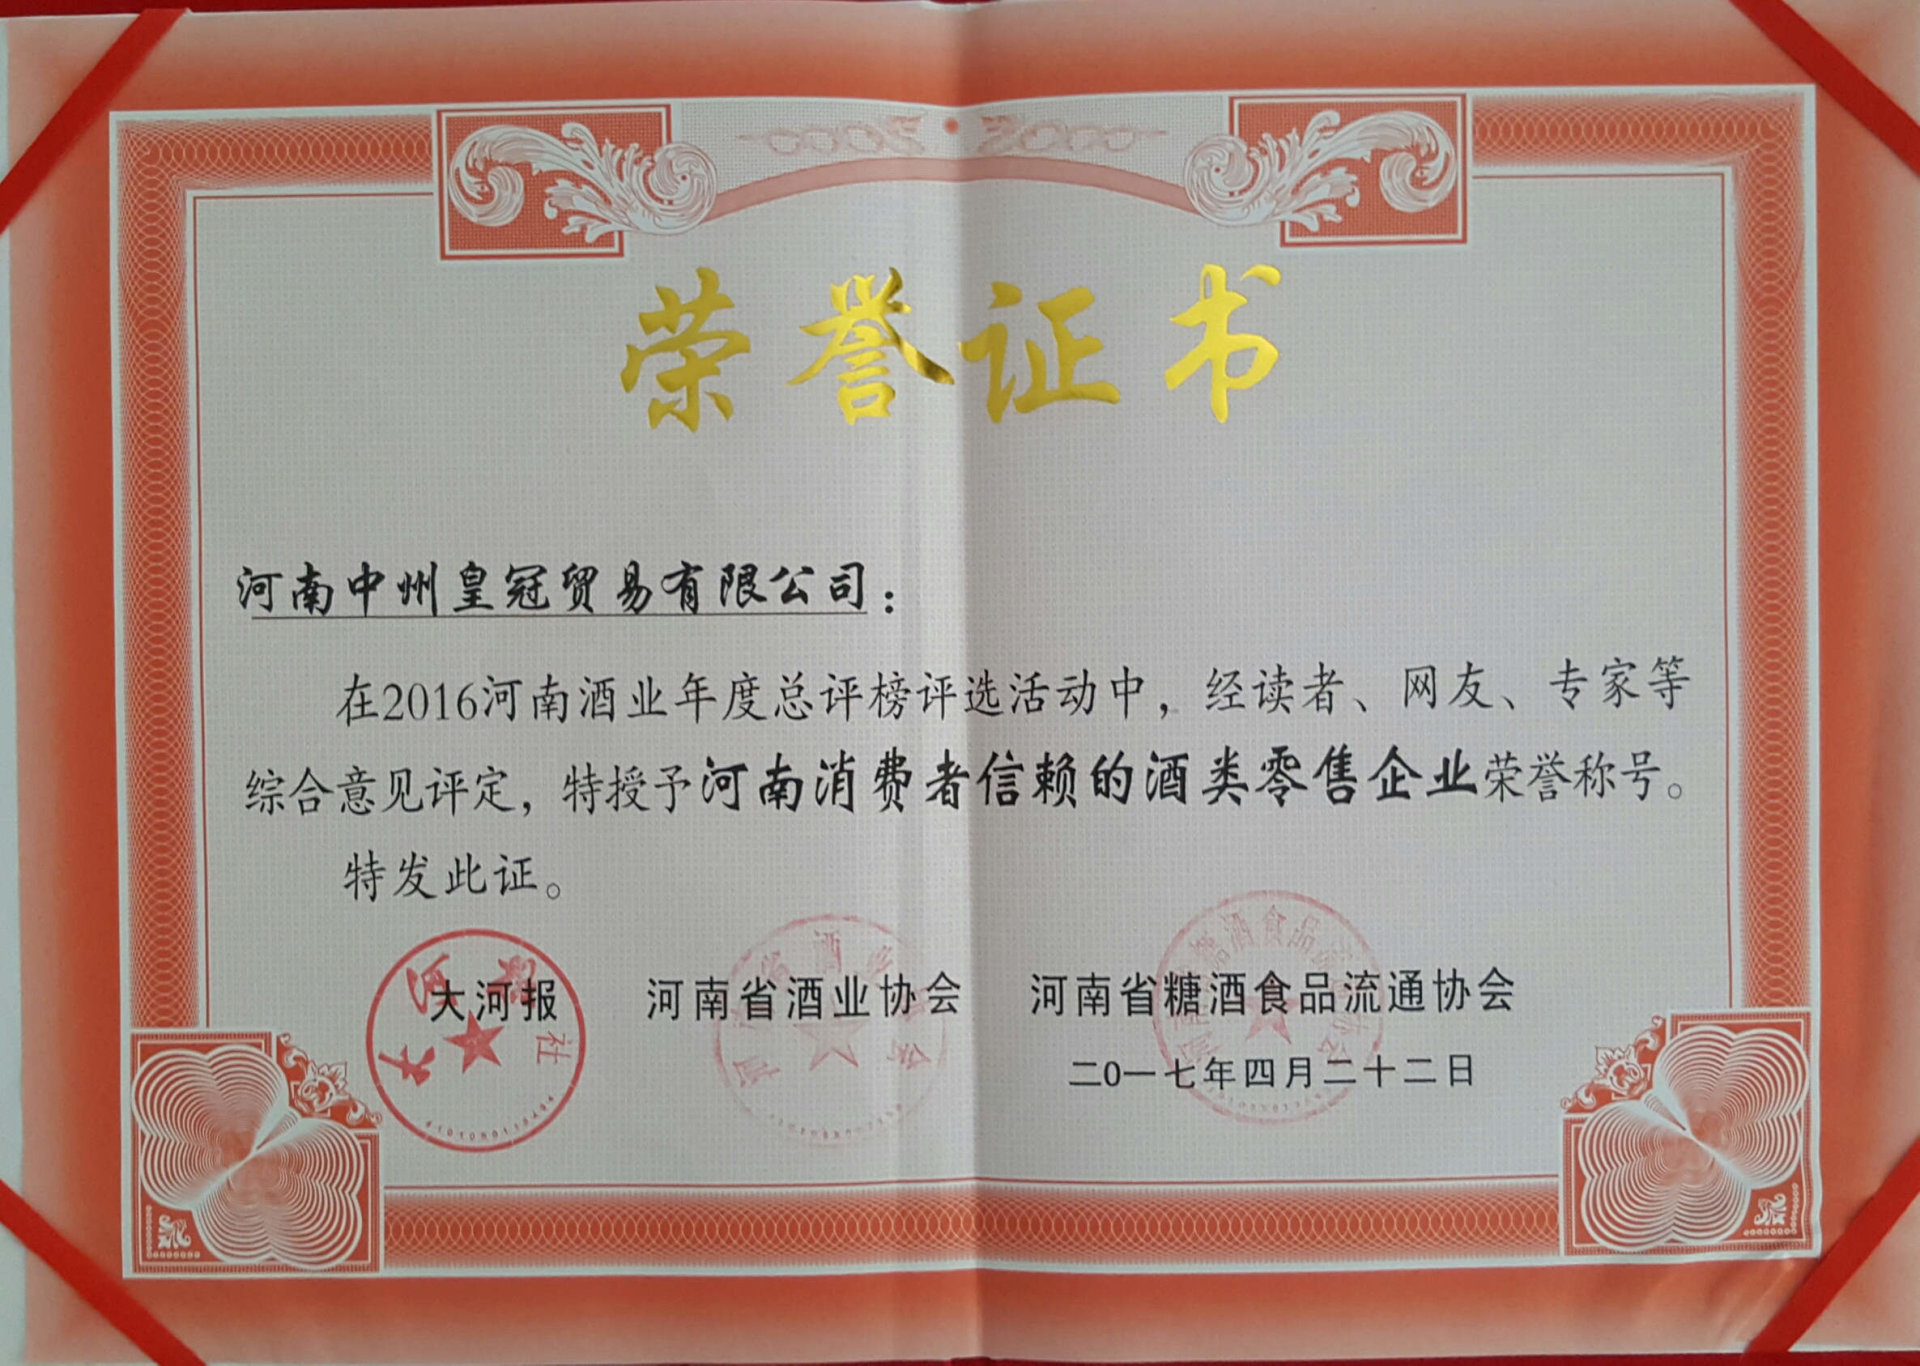 荣誉证书
河南中州皇冠贸易有限公司：
在2016河南酒业年度总评榜评选活动中，经读者、网友、专家等
综合意见评定，特授予河南消费者信赖的酒类零售企业荣誉称号。
特发此证。
大河报 河南省酒业协会 河南省糖酒食品流通协会
二0一七年四月二十二日